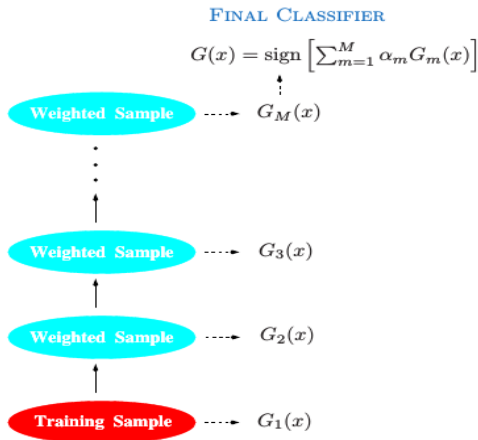 FINAL CLASSIFIER
G(x) = sign [∑_{m=1}^{M} α_m G_m(x)]
Weighted Sample G_M(x)
Weighted Sample G_3(x)
Weighted Sample G_2(x)
Training Sample G_1(x)